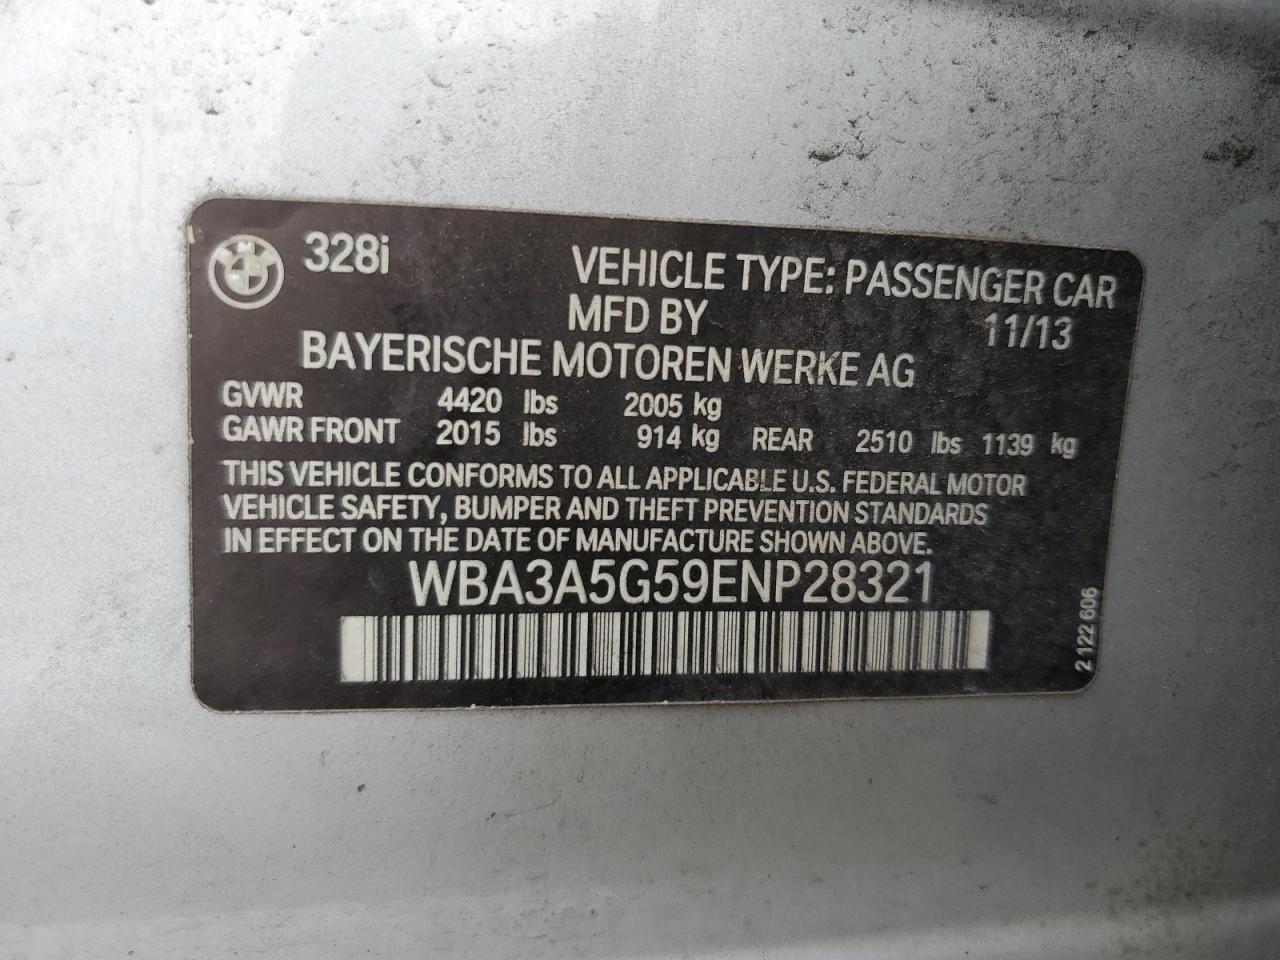 328i VEHICLE TYPE: PASSENGER CAR
MFD BY 11/13
BAYERISCHE MOTOREN WERKE AG
GVWR 4420 lbs 2005 kg
GAWR FRONT 2015 lbs 914 kg REAR 2510 lbs 1139 kg
THIS VEHICLE CONFORMS TO ALL APPLICABLE U.S. FEDERAL MOTOR
VEHICLE SAFETY, BUMPER AND THEFT PREVENTION STANDARDS
IN EFFECT ON THE DATE OF MANUFACTURE SHOWN ABOVE.
WBA3A5G59ENP28321
2 122 606